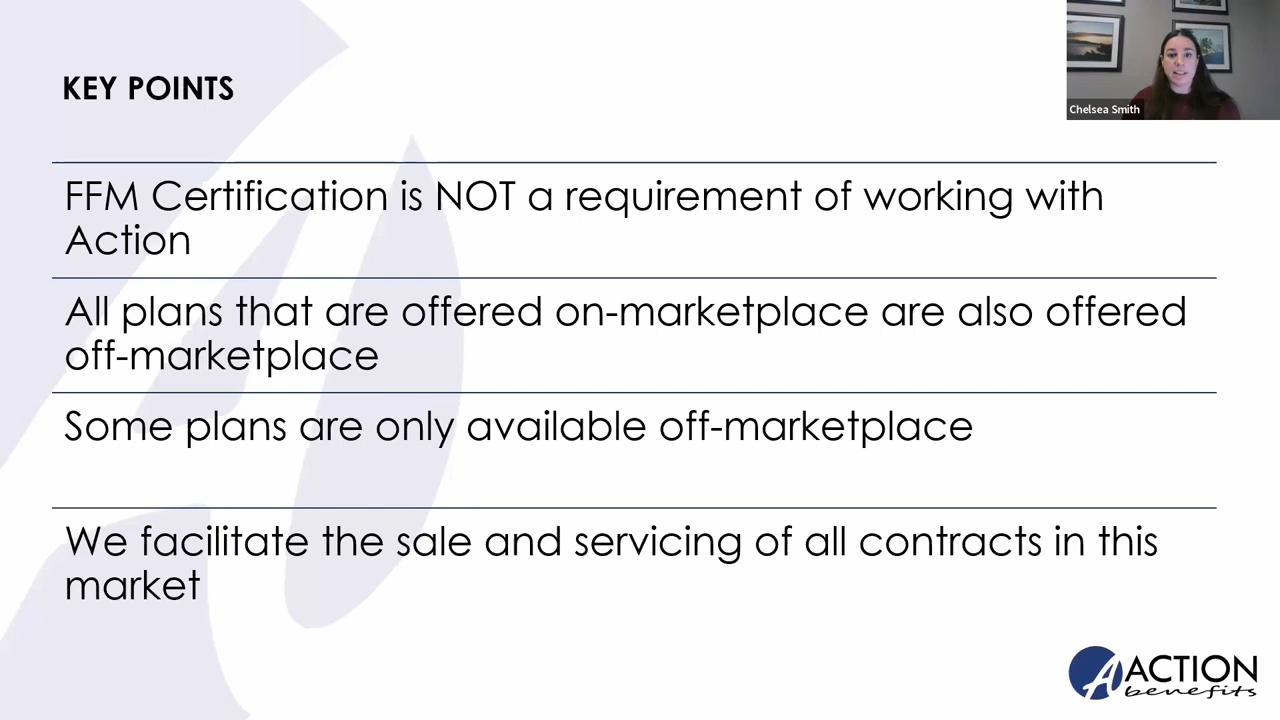 KEY POINTS
Chelsea Smith
FFM Certification is NOT a requirement of working with
Action
All plans that are offered on-marketplace are also offered
off-marketplace
Some plans are only available off-marketplace
We facilitate the sale and servicing of all contracts in this
market
A ACTION
benefits